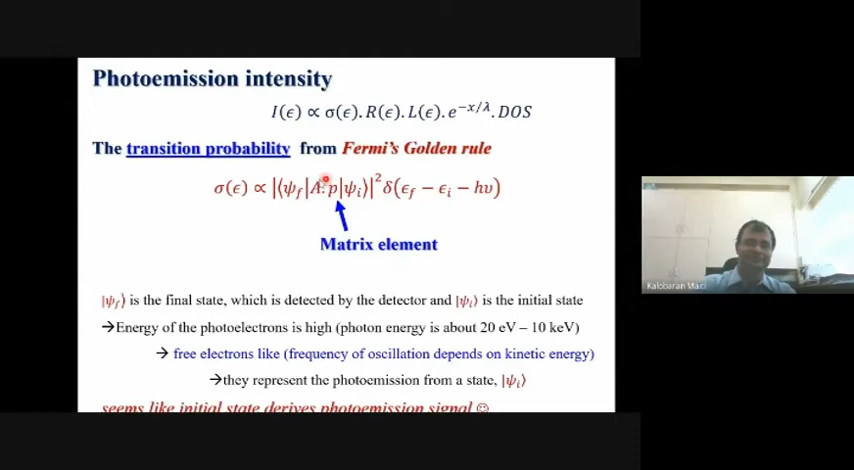 Photoemission intensity
I(ϵ) ∝ σ(ϵ). R(ϵ). L(ϵ). e^{−x/λ}. DOS
The transition probability from Fermi's Golden rule
σ(ϵ) ∝ |⟨ψ_f|A. p|ψ_i⟩|² δ(ϵ_f − ϵ_i − hυ)
Matrix element
|ψ_f⟩ is the final state, which is detected by the detector and |ψ_i⟩ is the initial state
→Energy of the photoelectrons is high (photon energy is about 20 eV – 10 keV)
→ free electrons like (frequency of oscillation depends on kinetic energy)
→they represent the photoemission from a state, |ψ_i⟩
seems like initial state derives photoemission signal ☺
Kalobaran Maiti